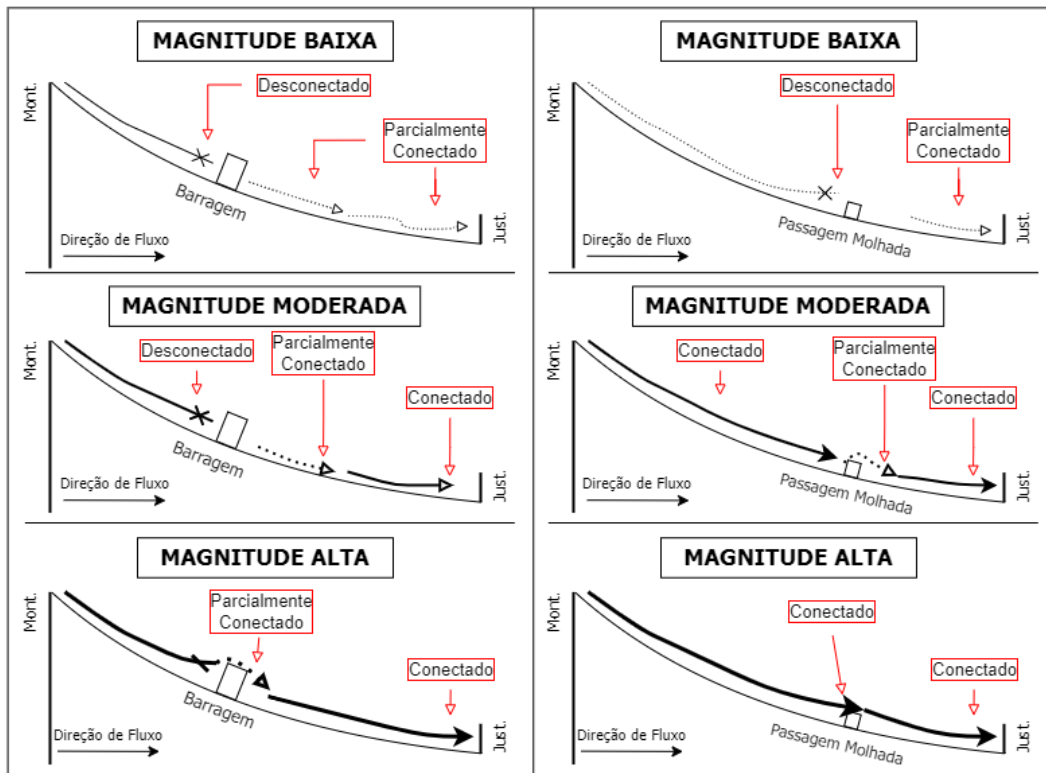 MAGNITUDE BAIXA
Mont.
Desconectado
Parcialmente
Conectado
Barragem
Just.
Direção de Fluxo
MAGNITUDE BAIXA
Mont.
Desconectado
Parcialmente
Conectado
Passagem Molhada
Just.
Direção de Fluxo
MAGNITUDE MODERADA
Mont.
Desconectado
Parcialmente
Conectado
Conectado
Barragem
Just.
Direção de Fluxo
MAGNITUDE MODERADA
Mont.
Conectado
Parcialmente
Conectado
Conectado
Passagem Molhada
Just.
Direção de Fluxo
MAGNITUDE ALTA
Mont.
Parcialmente
Conectado
Conectado
Barragem
Just.
Direção de Fluxo
MAGNITUDE ALTA
Mont.
Conectado
Conectado
Passagem Molhada
Just.
Direção de Fluxo